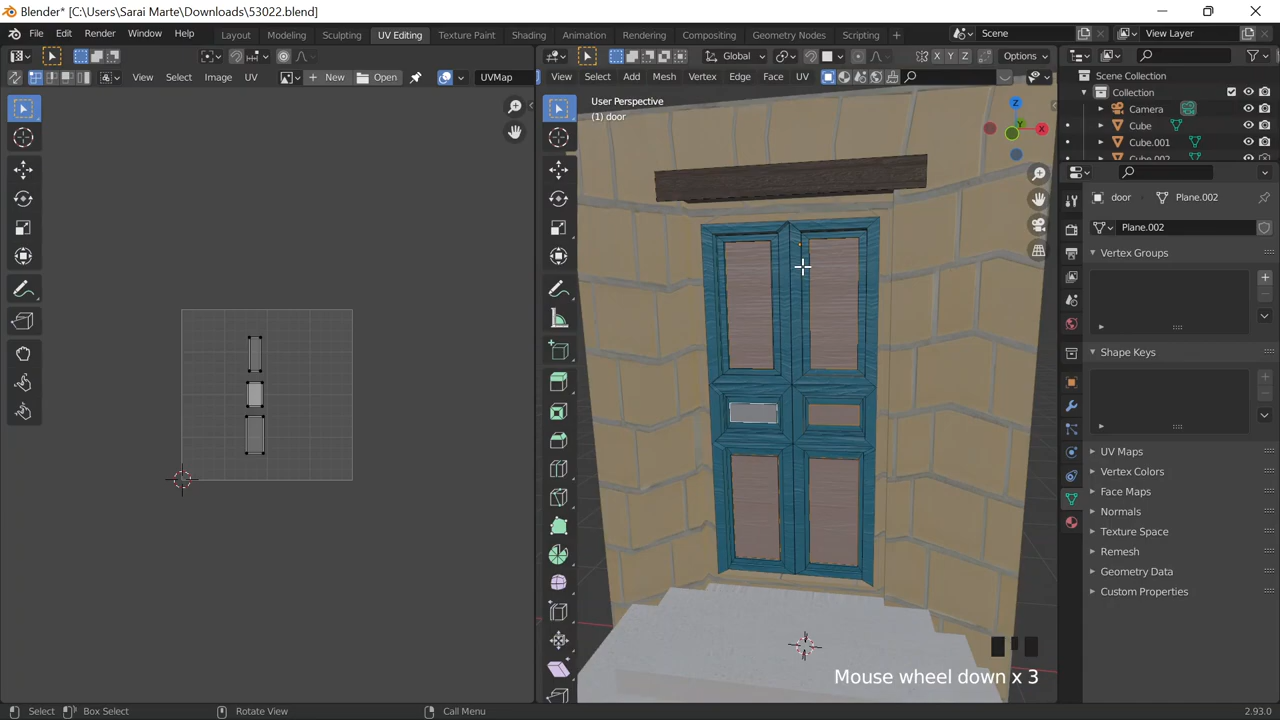 Blender* [C:\Users\Sarai Marte\Downloads\53022.blend]
File Edit Render Window Help Layout Modeling Sculpting UV Editing Texture Paint Shading Animation Rendering Compositing Geometry Nodes Scripting Scene View Layer
Global X Y Z Options
View Select Image UV New Open UVMap
View Select Add Mesh Vertex Edge Face UV
User Perspective
(1) door
Z
Y
X
Scene Collection
Collection
Camera
Cube
Cube.001
Cube.002
door Plane.002
Plane.002
Vertex Groups
Shape Keys
UV Maps
Vertex Colors
Face Maps
Normals
Texture Space
Remesh
Geometry Data
Custom Properties
Mouse wheel down x 3
Select Box Select Rotate View Call Menu 2.93.0